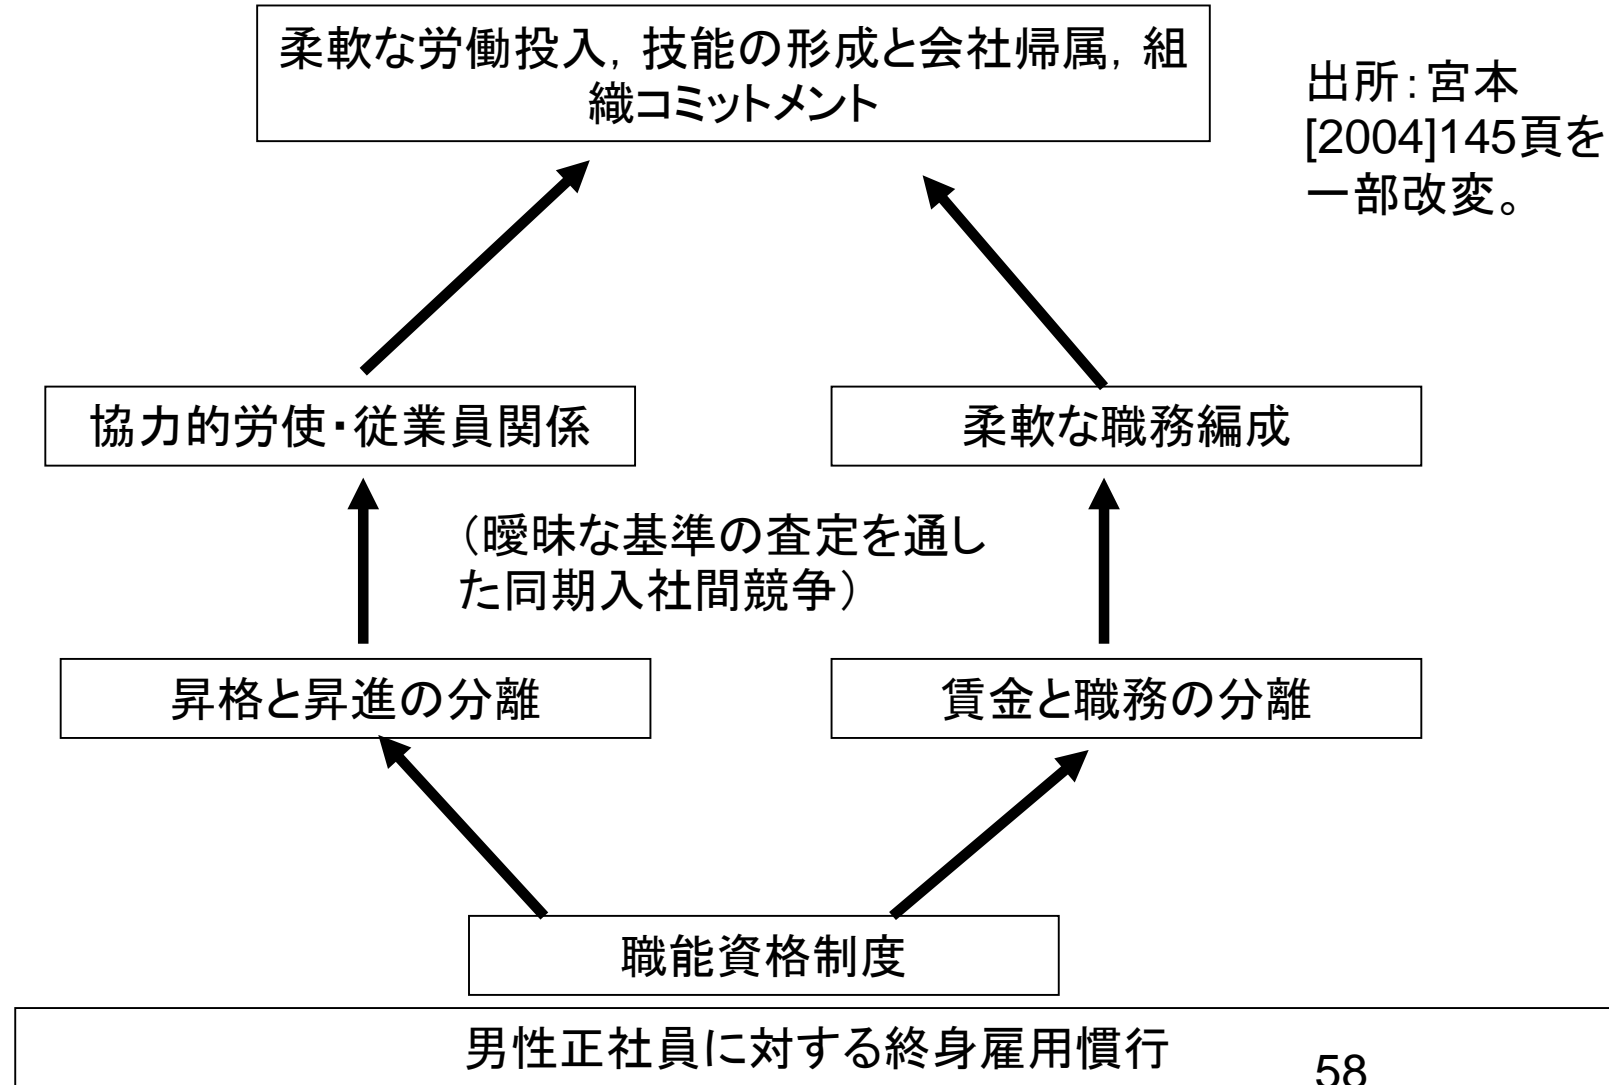 柔軟な労働投入，技能の形成と会社帰属，組
織コミットメント
出所：宮本
[2004]145頁を
一部改変。
協力的労使・従業員関係
柔軟な職務編成
（曖昧な基準の査定を通し
た同期入社間競争）
昇格と昇進の分離
賃金と職務の分離
職能資格制度
男性正社員に対する終身雇用慣行
58